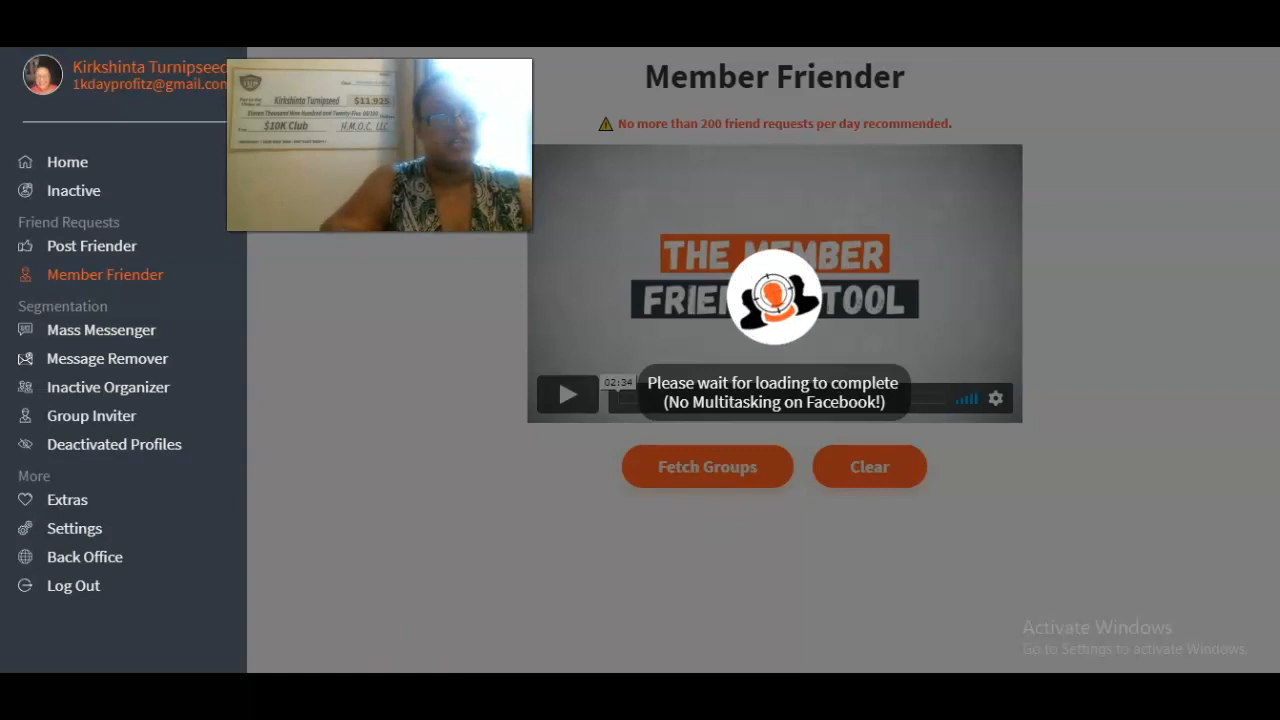 Kirkshinta Turnipseed
1kdayprofitz@gmail.com
Home
Inactive
Friend Requests
Post Friender
Member Friender
Segmentation
Mass Messenger
Message Remover
Inactive Organizer
Group Inviter
Deactivated Profiles
More
Extras
Settings
Back Office
Log Out
Kirkshinta Turnipseed $11,925
$10K Club H.M.O.C. LLC
Member Friender
No more than 200 friend requests per day recommended.
THE MEMBER
FRIEN TOOL
02:34
Please wait for loading to complete
(No Multitasking on Facebook!)
Fetch Groups Clear
Activate Windows
Go to Settings to activate Windows.